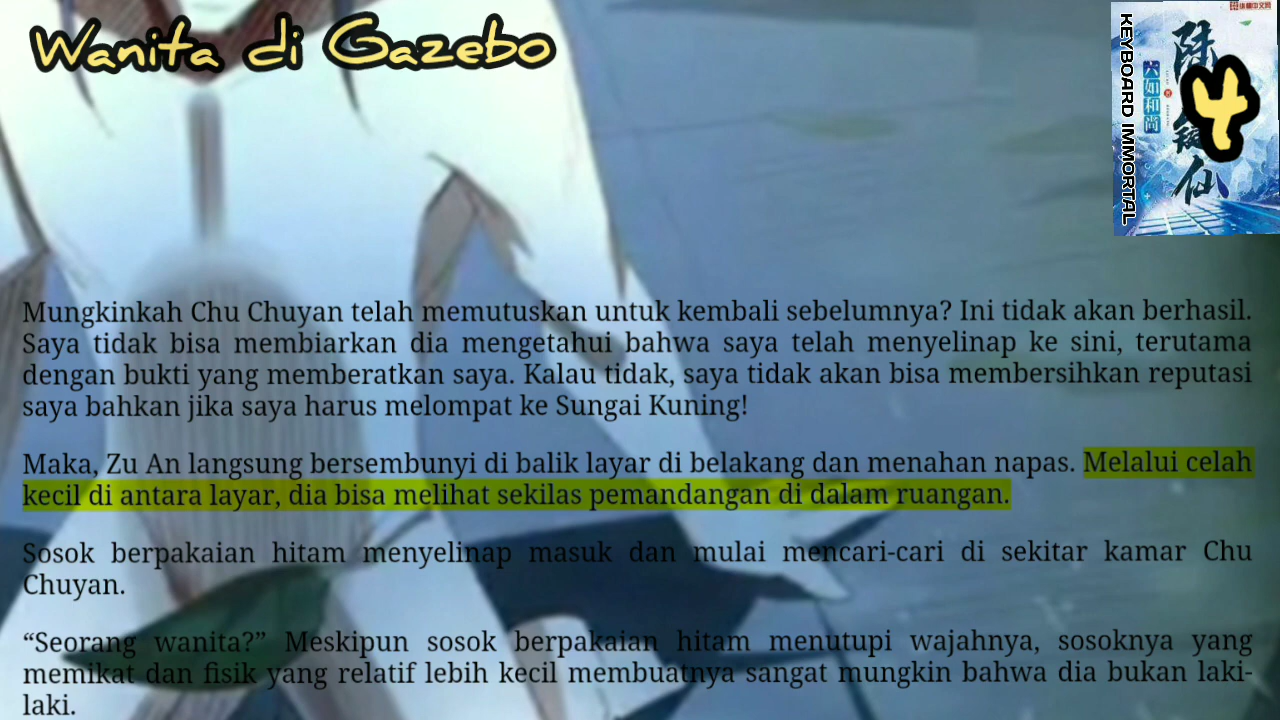 Wanita di Gazebo
KEYBOARD IMMORTAL
六如和尚
4
Mungkinkah Chu Chuyan telah memutuskan untuk kembali sebelumnya? Ini tidak akan berhasil.
Saya tidak bisa membiarkan dia mengetahui bahwa saya telah menyelinap ke sini, terutama
dengan bukti yang memberatkan saya. Kalau tidak, saya tidak akan bisa membersihkan reputasi
saya bahkan jika saya harus melompat ke Sungai Kuning!
Maka, Zu An langsung bersembunyi di balik layar di belakang dan menahan napas. Melalui celah
kecil di antara layar, dia bisa melihat sekilas pemandangan di dalam ruangan.
Sosok berpakaian hitam menyelinap masuk dan mulai mencari-cari di sekitar kamar Chu
Chuyan.
“Seorang wanita?” Meskipun sosok berpakaian hitam menutupi wajahnya, sosoknya yang
memikat dan fisik yang relatif lebih kecil membuatnya sangat mungkin bahwa dia bukan laki-
laki.